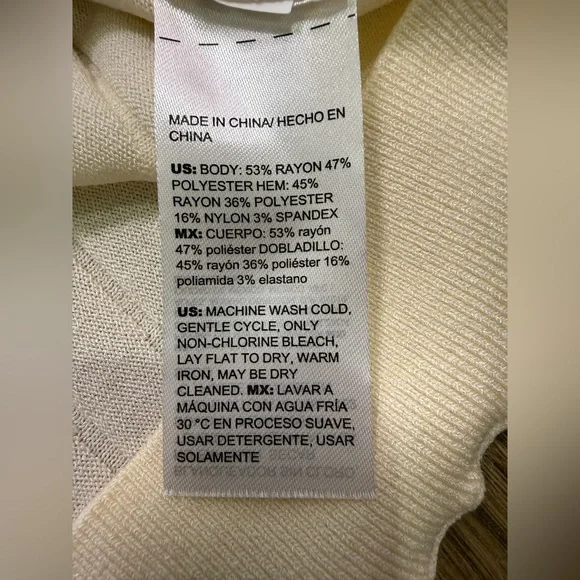 MADE IN CHINA/ HECHO EN
CHINA
US: BODY: 53% RAYON 47%
POLYESTER HEM: 45%
RAYON 36% POLYESTER
16% NYLON 3% SPANDEX
MX: CUERPO: 53% rayón
47% poliéster DOBLADILLO:
45% rayón 36% poliéster 16%
poliamida 3% elastano
US: MACHINE WASH COLD,
GENTLE CYCLE, ONLY
NON-CHLORINE BLEACH,
LAY FLAT TO DRY, WARM
IRON, MAY BE DRY
CLEANED. MX: LAVAR A
MÁQUINA CON AGUA FRÍA
30 °C EN PROCESO SUAVE,
USAR DETERGENTE, USAR
SOLAMENTE